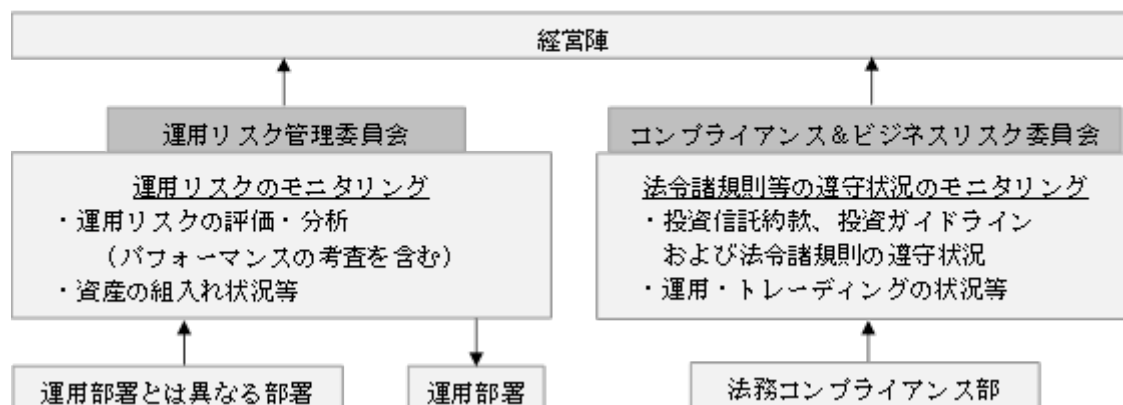 経営陣
運用リスク管理委員会
運用リスクのモニタリング
・運用リスクの評価・分析
(パフォーマンスの考査を含む)
・資産の組入れ状況等
運用部署とは異なる部署
運用部署
コンプライアンス&ビジネスリスク委員会
法令諸規則等の遵守状況のモニタリング
・投資信託約款、投資ガイドライン
および法令諸規則の遵守状況
・運用・トレーディングの状況等
法務コンプライアンス部